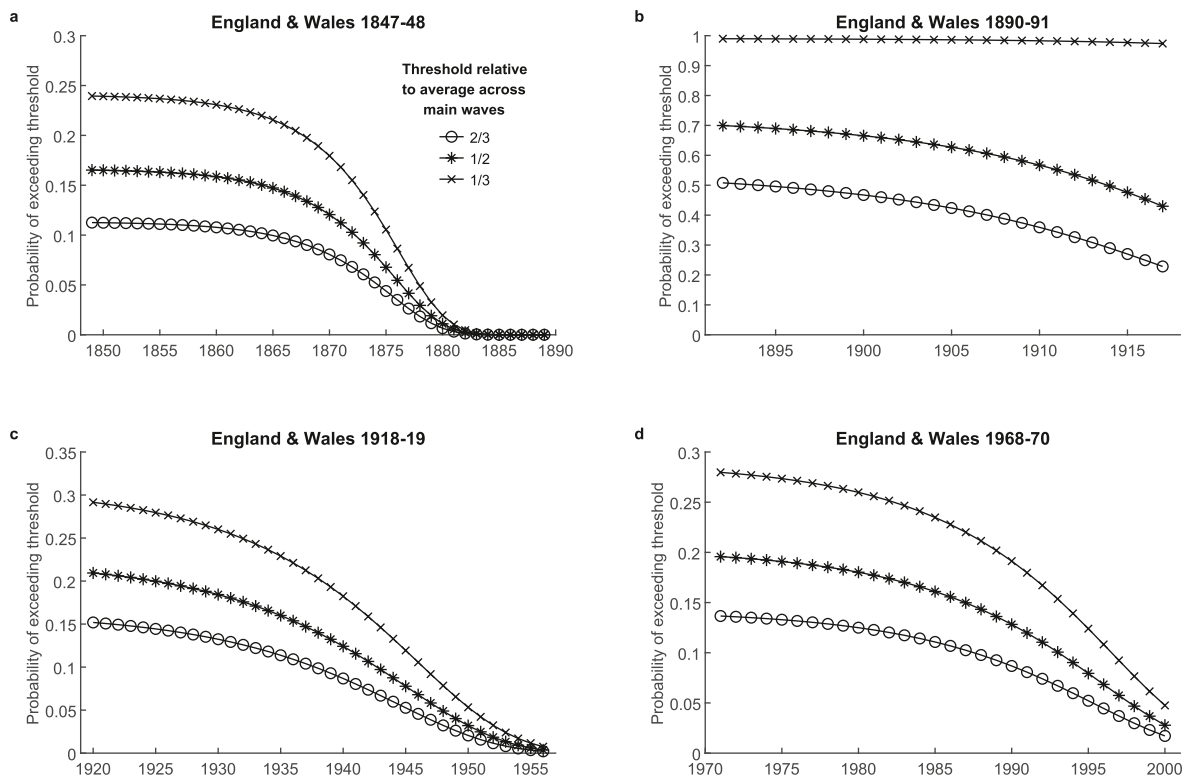 a
England & Wales 1847-48
Probability of exceeding threshold
0.3
0.25
0.2
0.15
0.1
0.05
0
1850 1855 1860 1865 1870 1875 1880 1885 1890
Threshold relative
to average across
main waves
2/3
1/2
1/3
b
England & Wales 1890-91
Probability of exceeding threshold
1
0.9
0.8
0.7
0.6
0.5
0.4
0.3
0.2
0.1
0
1895 1900 1905 1910 1915
c
England & Wales 1918-19
Probability of exceeding threshold
0.35
0.3
0.25
0.2
0.15
0.1
0.05
0
1920 1925 1930 1935 1940 1945 1950 1955
d
England & Wales 1968-70
Probability of exceeding threshold
0.3
0.25
0.2
0.15
0.1
0.05
0
1970 1975 1980 1985 1990 1995 2000